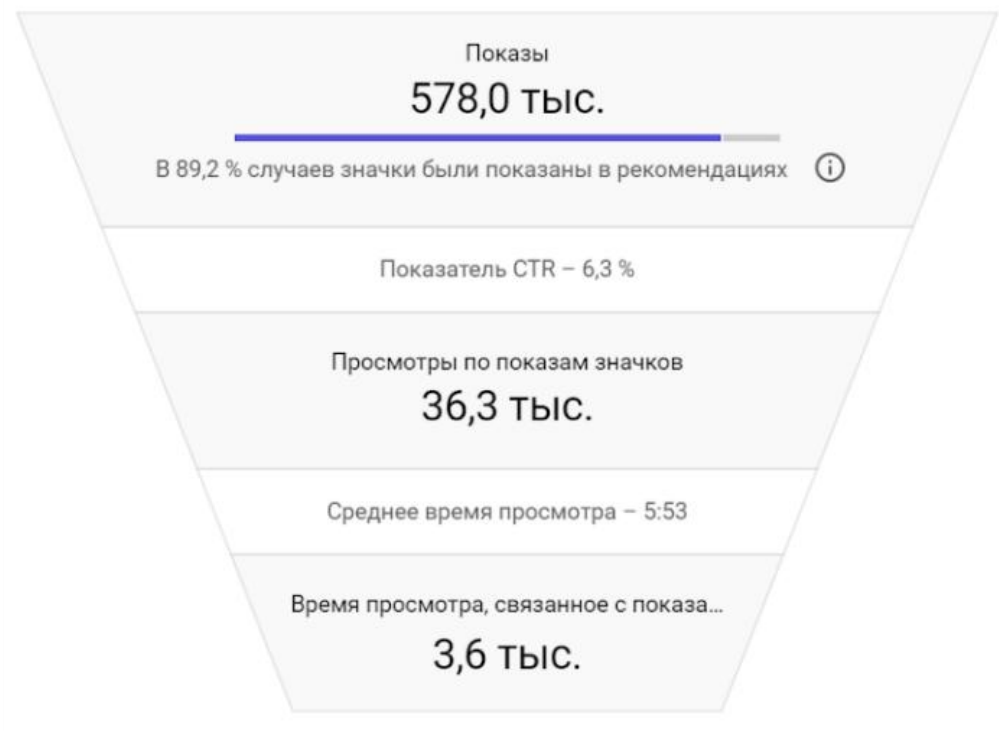 Показы
578,0 тыс.
В 89,2 % случаев значки были показаны в рекомендациях
Показатель CTR – 6,3 %
Просмотры по показам значков
36,3 тыс.
Среднее время просмотра – 5:53
Время просмотра, связанное с показа...
3,6 тыс.